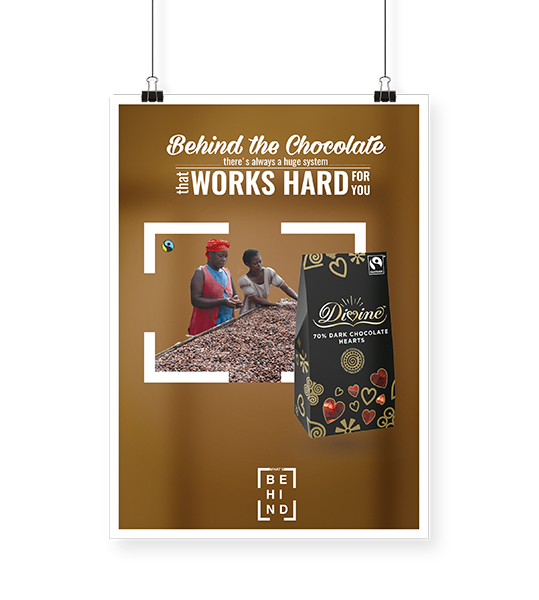 Behind the Chocolate
there's always a huge system
that WORKS HARD FOR YOU
Divine
70% DARK CHOCOLATE
HEARTS
WHAT'S
BE
HI
ND